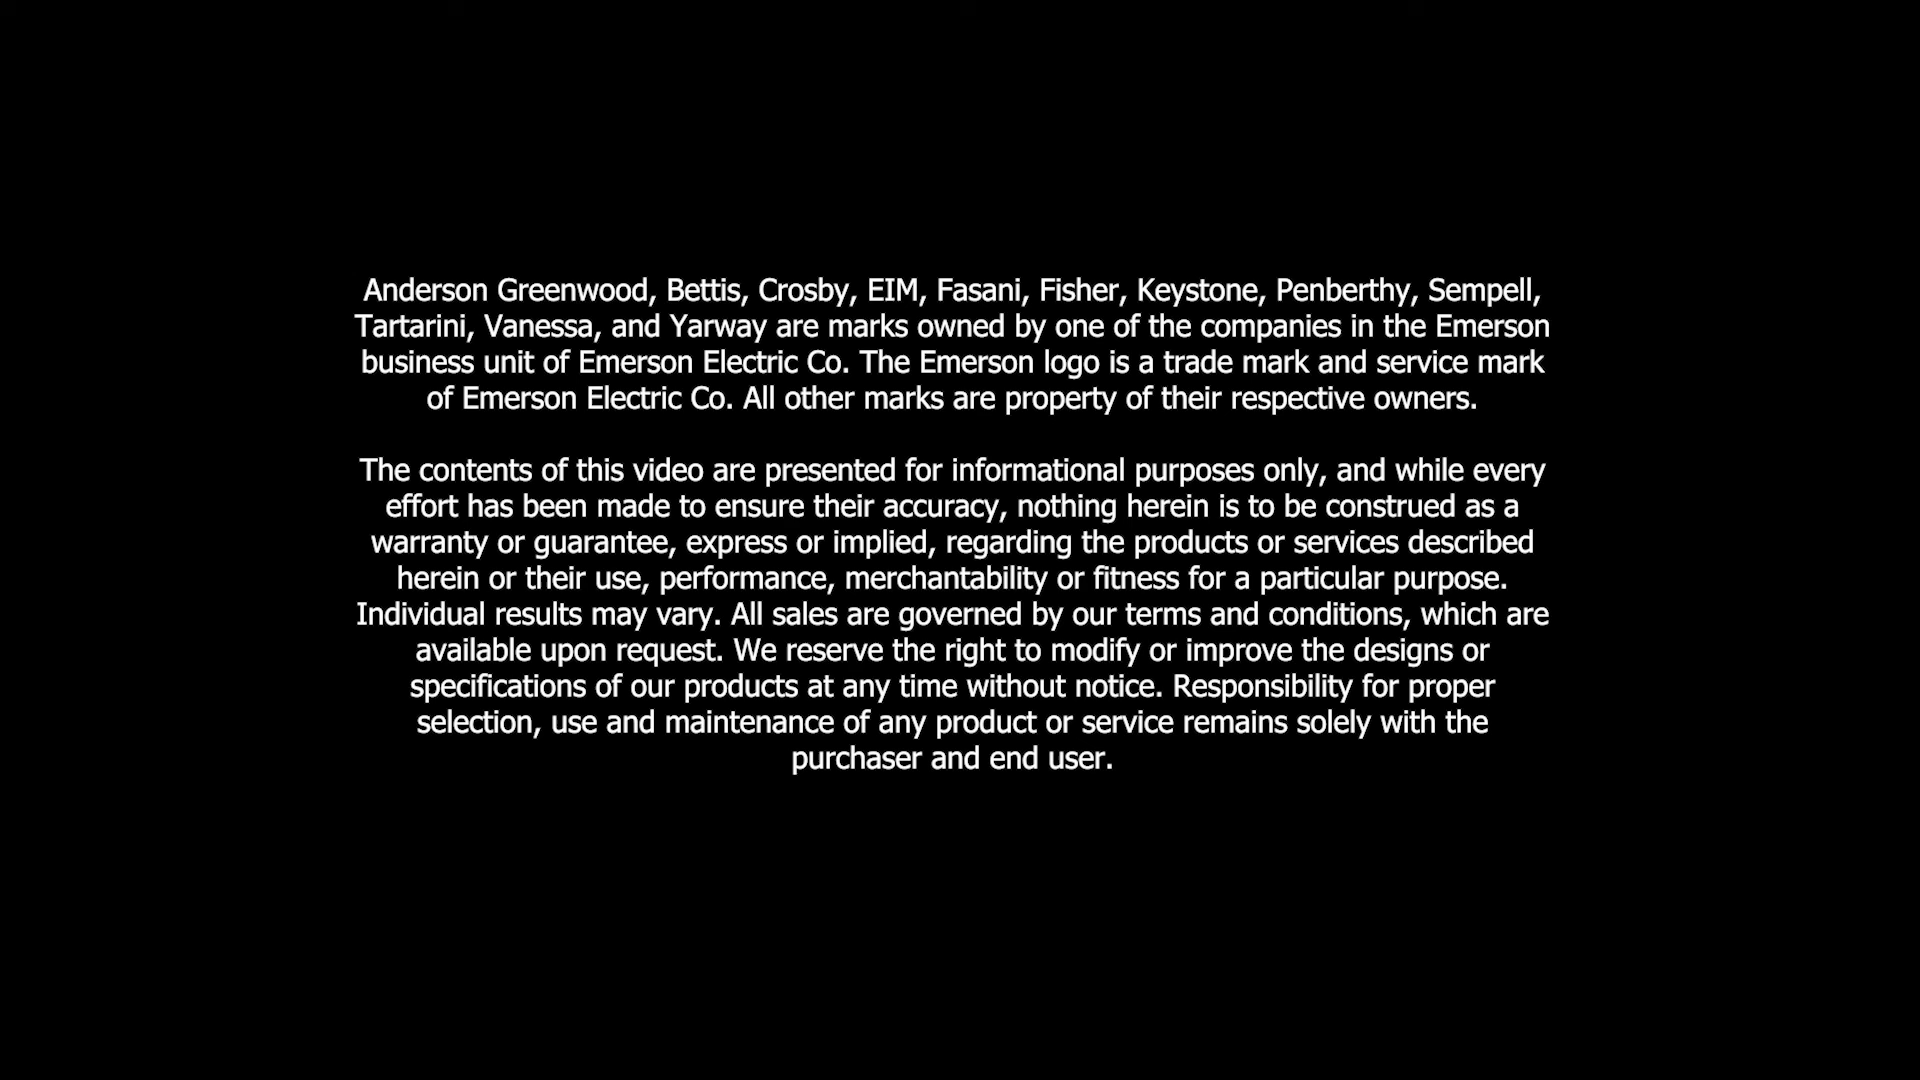 Anderson Greenwood, Bettis, Crosby, EIM, Fasani, Fisher, Keystone, Penberthy, Sempell,
Tartarini, Vanessa, and Yarway are marks owned by one of the companies in the Emerson
business unit of Emerson Electric Co. The Emerson logo is a trade mark and service mark
of Emerson Electric Co. All other marks are property of their respective owners.
The contents of this video are presented for informational purposes only, and while every
effort has been made to ensure their accuracy, nothing herein is to be construed as a
warranty or guarantee, express or implied, regarding the products or services described
herein or their use, performance, merchantability or fitness for a particular purpose.
Individual results may vary. All sales are governed by our terms and conditions, which are
available upon request. We reserve the right to modify or improve the designs or
specifications of our products at any time without notice. Responsibility for proper
selection, use and maintenance of any product or service remains solely with the
purchaser and end user.